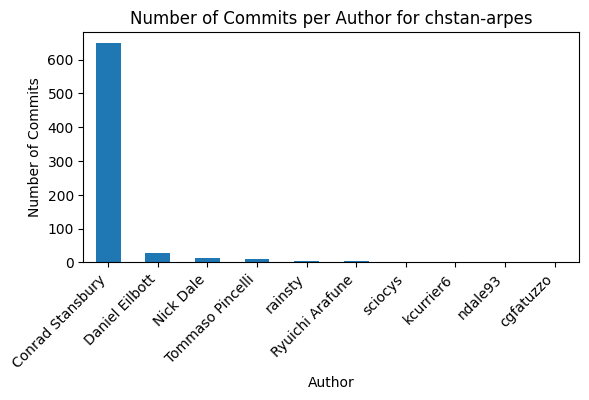 Number of Commits per Author for chstan-arpes
Number of Commits
600
500
400
300
200
100
0
Conrad Stansbury
Daniel Eilbott
Nick Dale
Tommaso Pincelli
rainsty
Ryuichi Arafune
sciocys
kcurrier6
ndale93
cgfatuzzo
Author